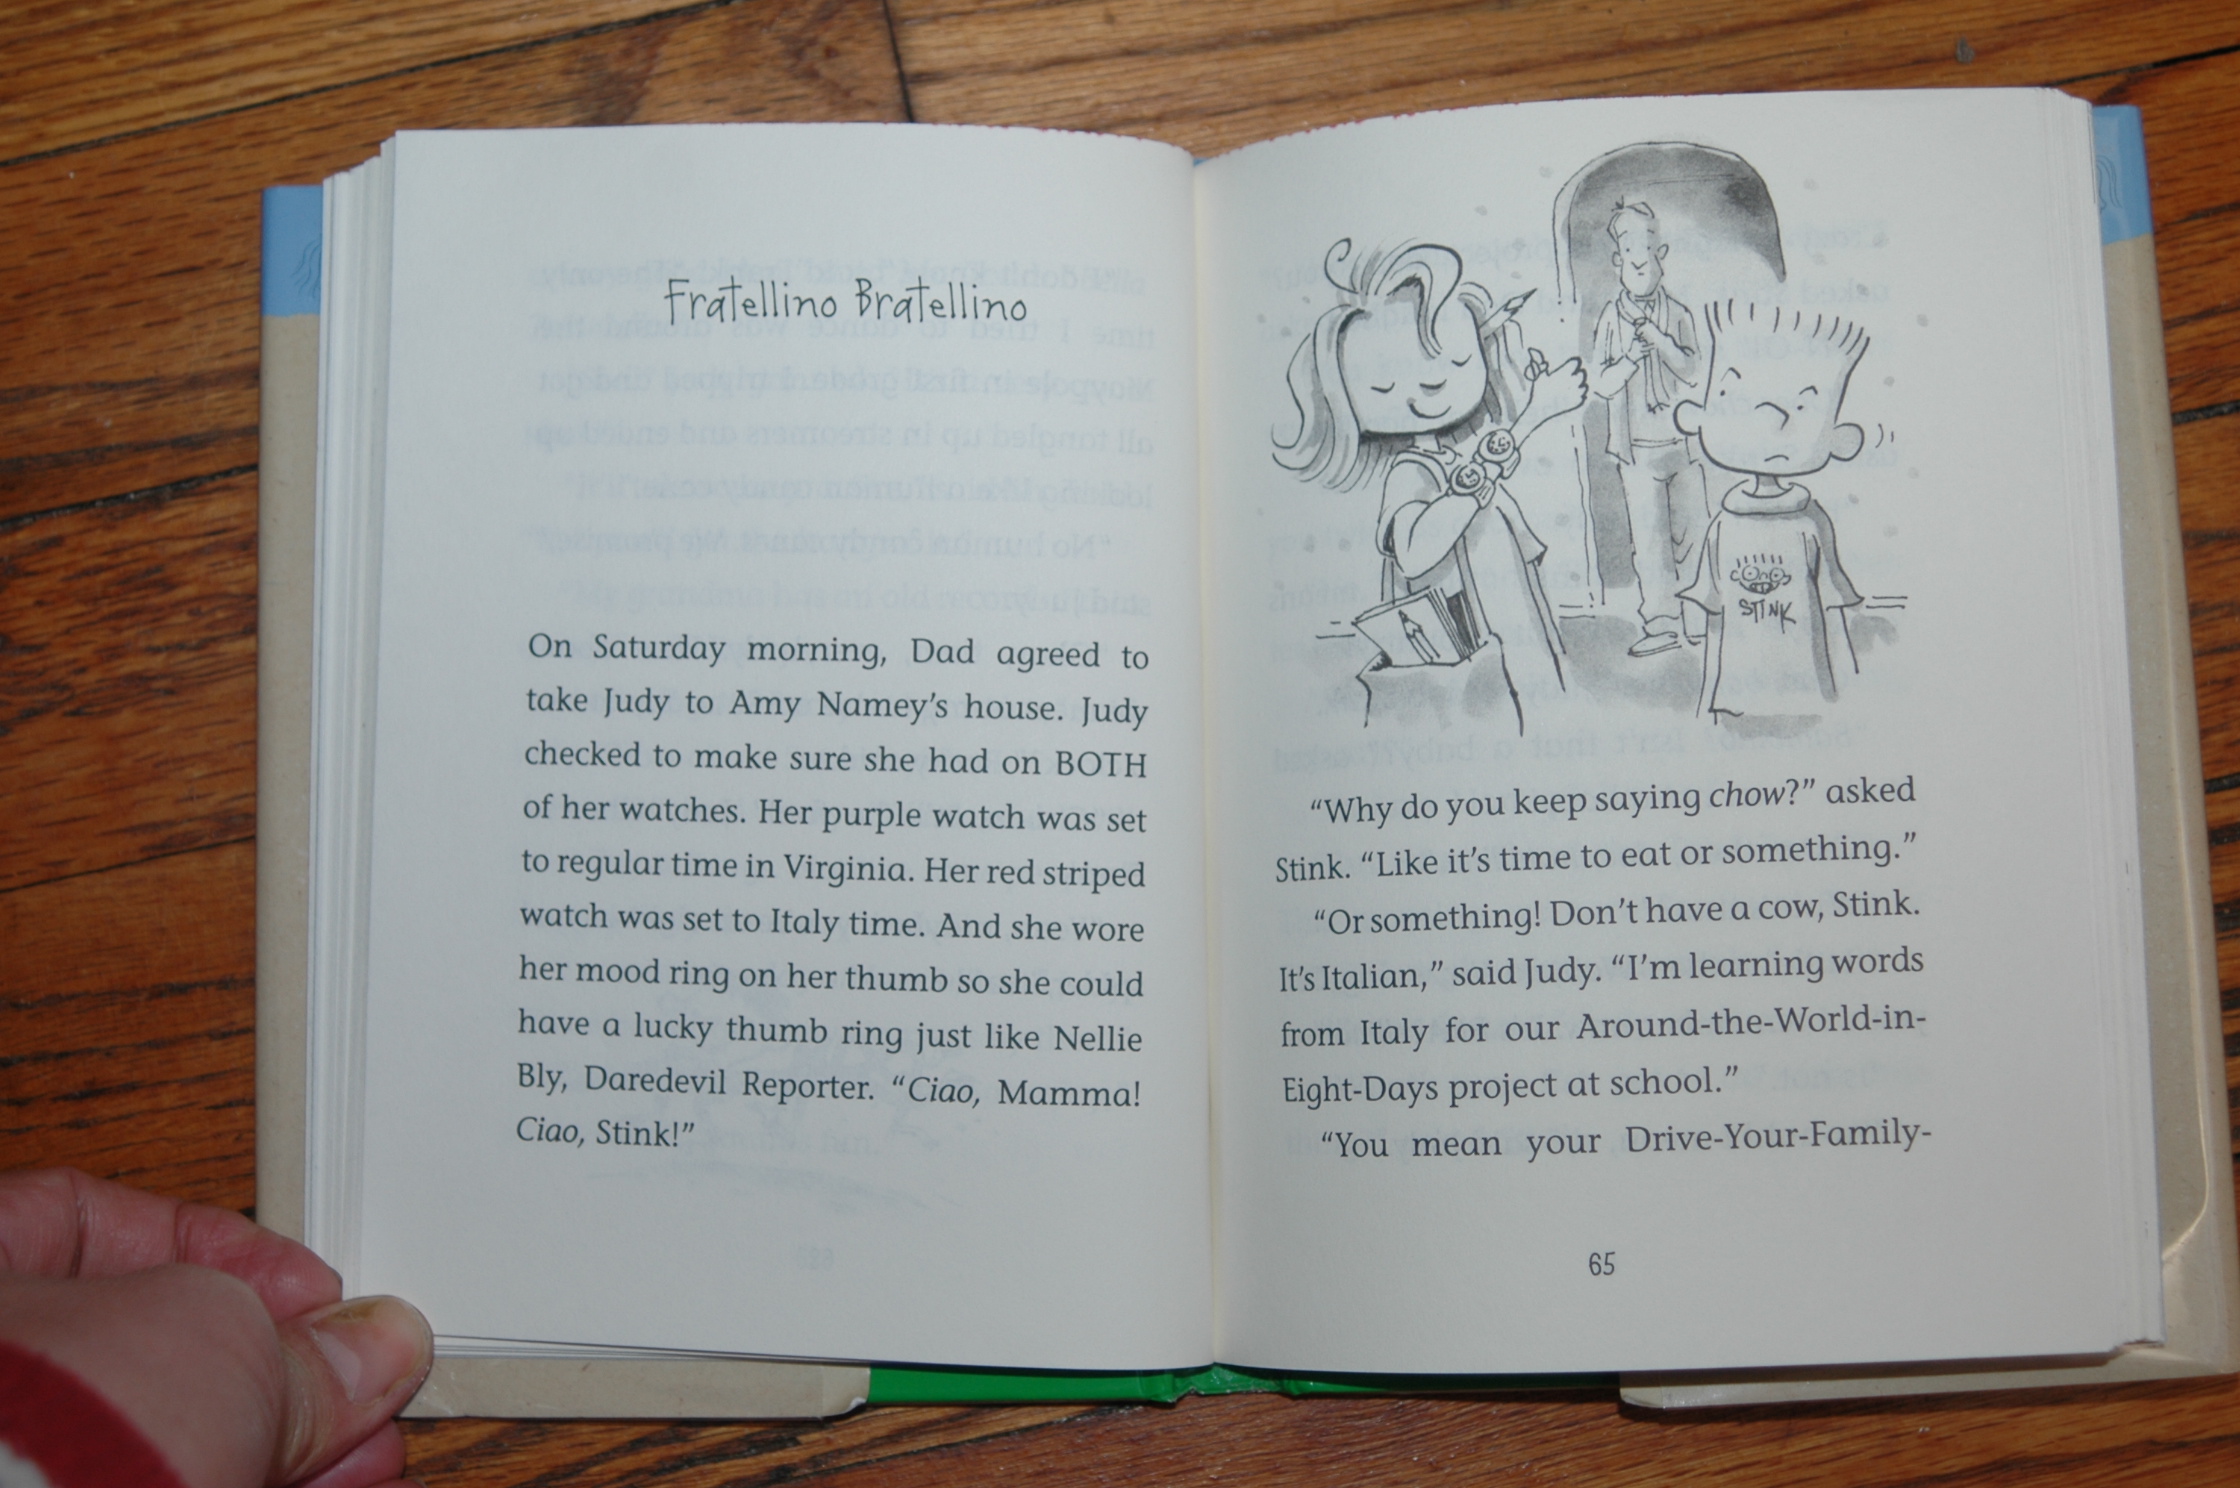 Fratellino Bratellino
On Saturday morning, Dad agreed to
take Judy to Amy Namey’s house. Judy
checked to make sure she had on BOTH
of her watches. Her purple watch was set
to regular time in Virginia. Her red striped
watch was set to Italy time. And she wore
her mood ring on her thumb so she could
have a lucky thumb ring just like Nellie
Bly, Daredevil Reporter. “Ciao, Mamma!
Ciao, Stink!”
STINK
“Why do you keep saying chow?” asked
Stink. “Like it’s time to eat or something.”
“Or something! Don’t have a cow, Stink.
It’s Italian,” said Judy. “I’m learning words
from Italy for our Around-the-World-in-
Eight-Days project at school.”
“You mean your Drive-Your-Family-
65